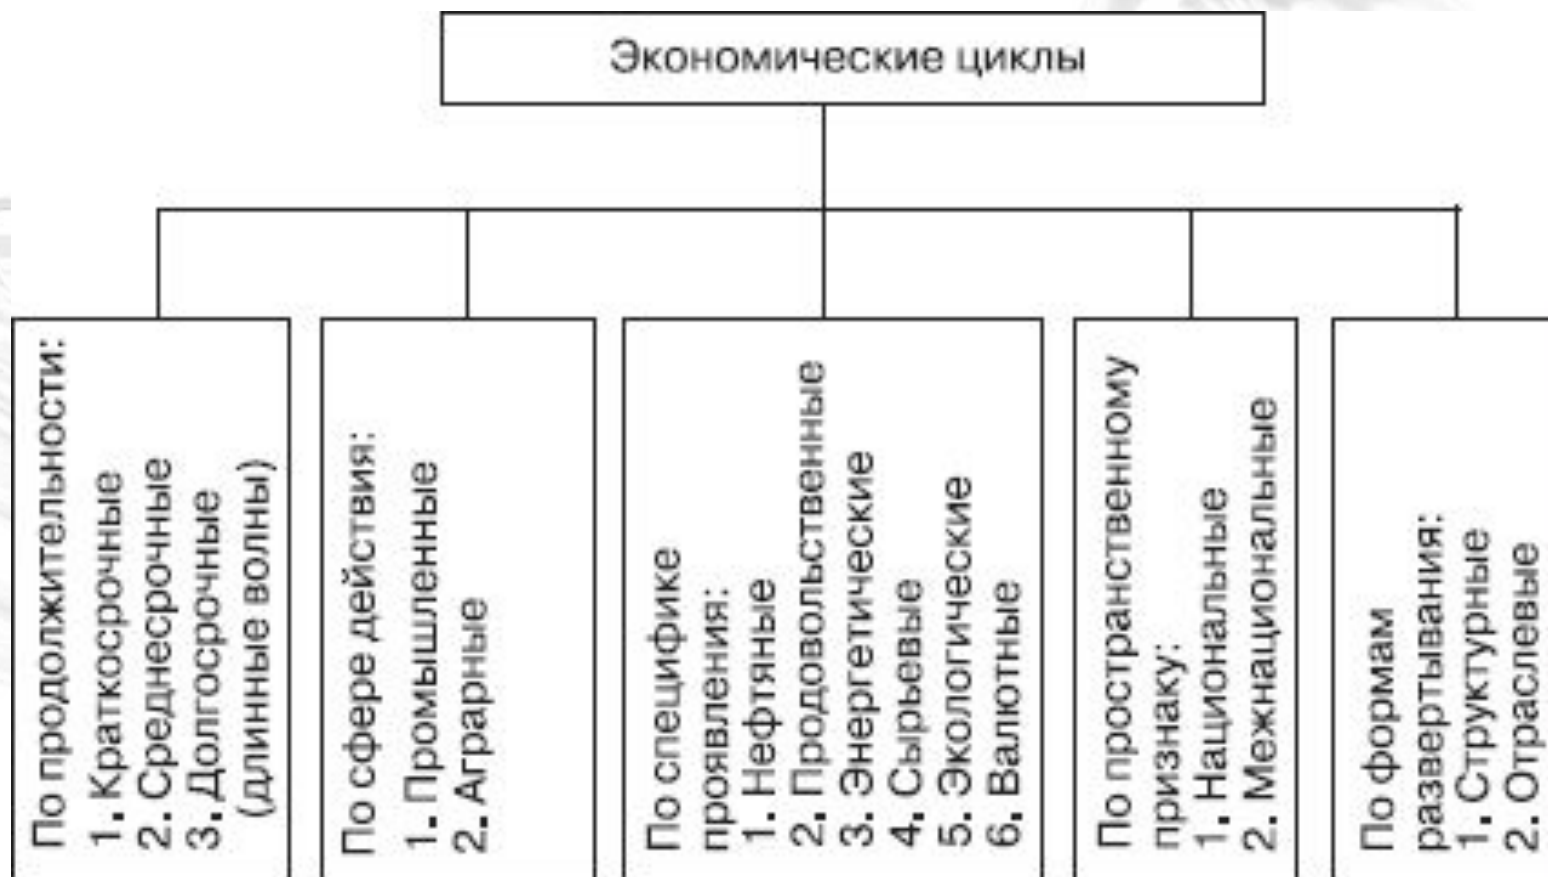 Экономические циклы
По продолжительности:
1. Краткосрочные
2. Среднесрочные
3. Долгосрочные
(длинные волны)
По сфере действия:
1. Промышленные
2. Аграрные
По специфике
проявления:
1. Нефтяные
2. Продовольственные
3. Энергетические
4. Сырьевые
5. Экологические
6. Валютные
По пространственному
признаку:
1. Национальные
2. Межнациональные
По формам
развертывания:
1. Структурные
2. Отраслевые